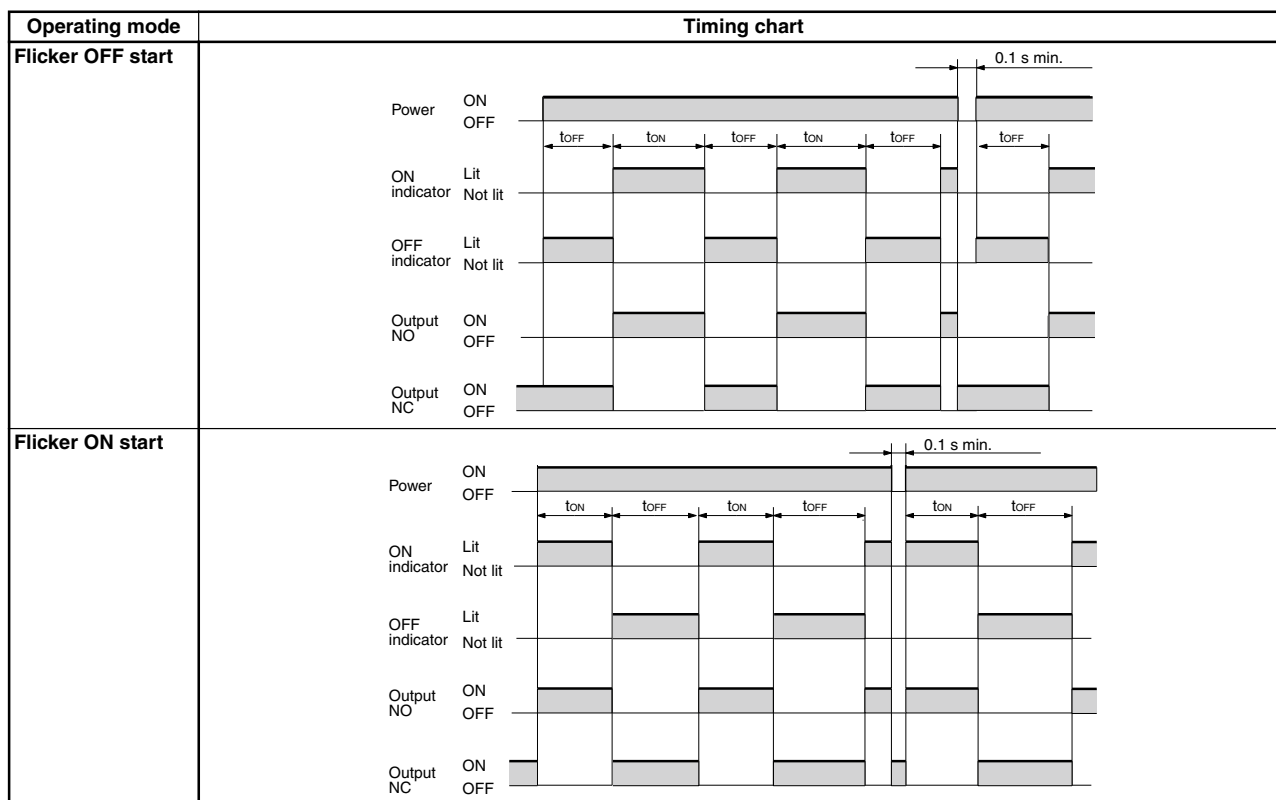 Operating mode
Timing chart
Flicker OFF start
0.1 s min.
Power
ON
OFF
tOFF tON tOFF tON tOFF tOFF
ON indicator
Lit
Not lit
OFF indicator
Lit
Not lit
Output NO
ON
OFF
Output NC
ON
OFF
Flicker ON start
0.1 s min.
Power
ON
OFF
tON tOFF tON tOFF tON tOFF
ON indicator
Lit
Not lit
OFF indicator
Lit
Not lit
Output NO
ON
OFF
Output NC
ON
OFF